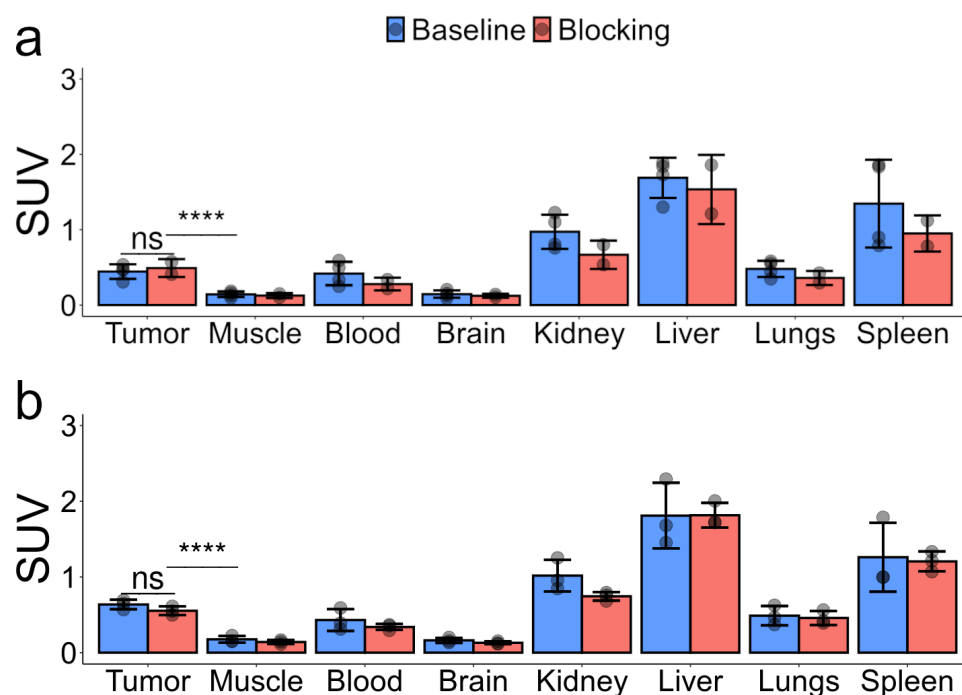 a
Baseline Blocking
SUV
3
2
1
0
ns
****
Tumor Muscle Blood Brain Kidney Liver Lungs Spleen
b
SUV
3
2
1
0
ns
****
Tumor Muscle Blood Brain Kidney Liver Lungs Spleen